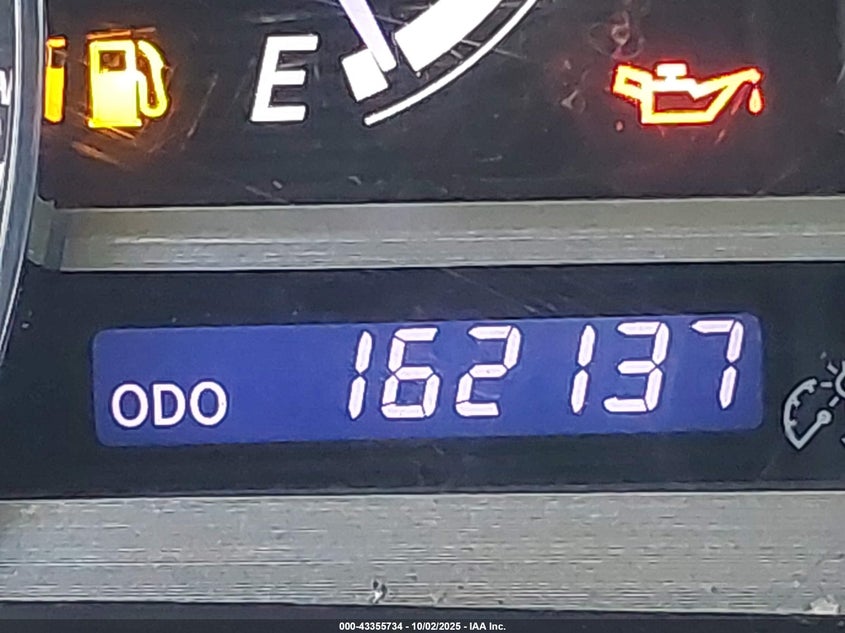 E
ODO 162137
000-43355734 - 10/02/2025 - IAA Inc.